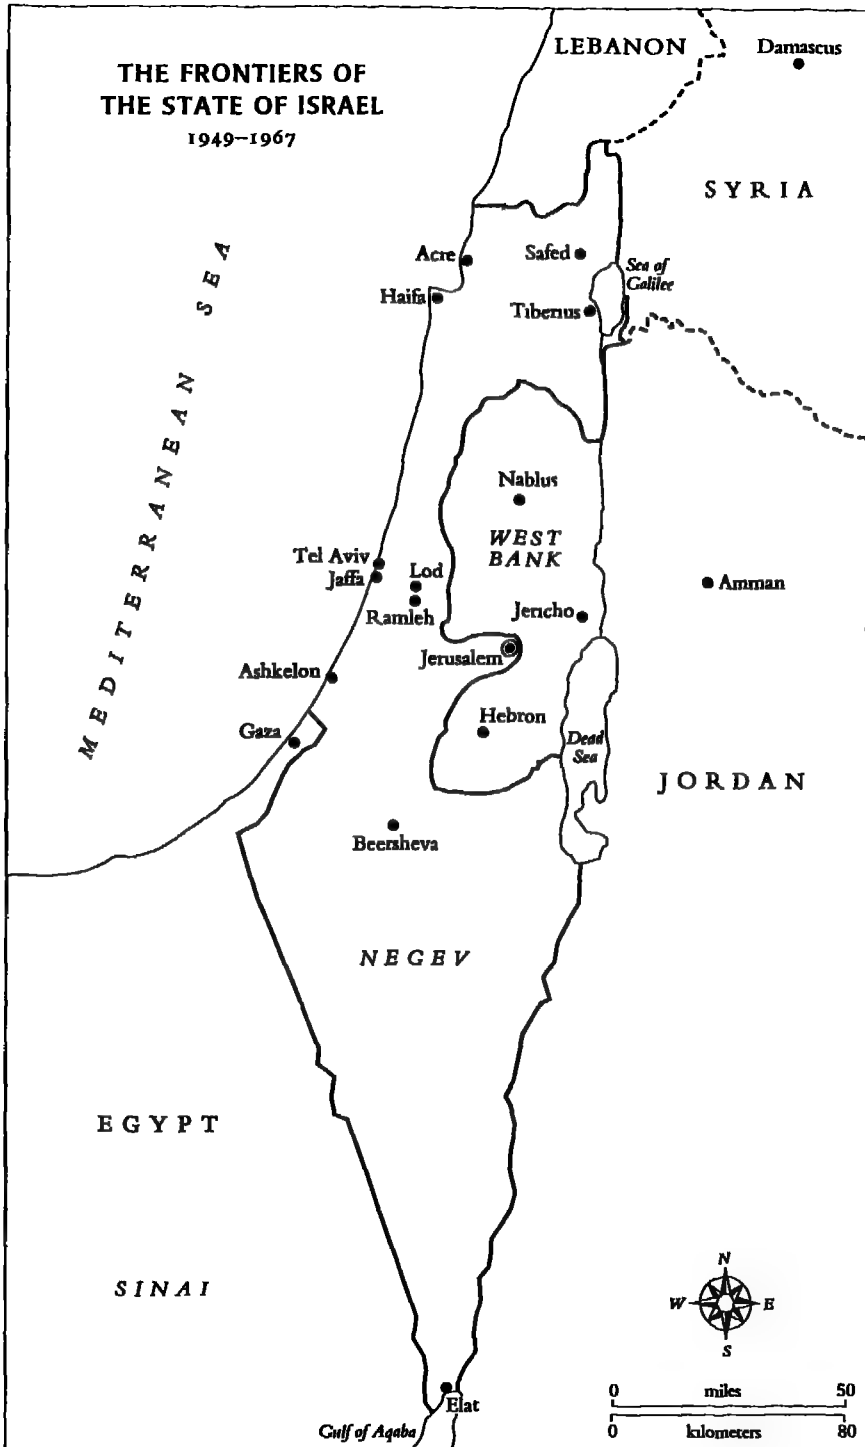 THE FRONTIERS OF
THE STATE OF ISRAEL
1949–1967
LEBANON
Damascus
SYRIA
Acre
Safed
Sea of
Galilee
Haifa
Tiberius
MEDITERRANEAN SEA
Nablus
WEST
BANK
Tel Aviv
Jaffa
Lod
Ramleh
Jericho
Amman
Jerusalem
Ashkelon
Hebron
Gaza
Dead
Sea
JORDAN
Beersheva
NEGEV
EGYPT
SINAI
N
W E
S
0 miles 50
kilometers
0 80
Elat
Gulf of Aqaba